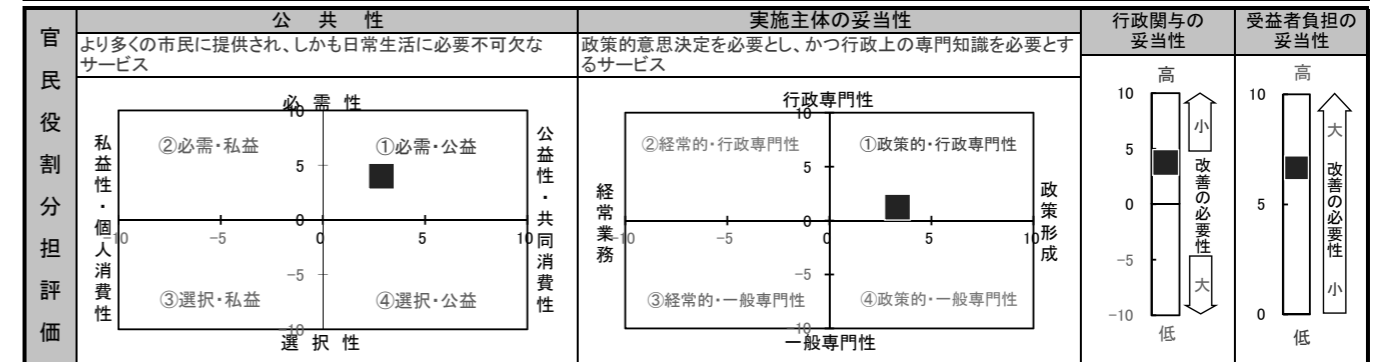 官民役割分担評価
公共性
より多くの市民に提供され、しかも日常生活に必要不可欠な
サービス
必需性
10
②必需・私益
①必需・公益
5
私益性・個人消費性
公益性・共同消費性
0
-10
-5
0
5
10
-5
③選択・私益
④選択・公益
-10
選択性
実施主体の妥当性
政策的意思決定を必要とし、かつ行政上の専門知識を必要とす
るサービス
行政専門性
10
②経常的・行政専門性
①政策的・行政専門性
5
経常業務
政策形成
0
-10
-5
0
5
10
-5
③経常的・一般専門性
④政策的・一般専門性
-10
一般専門性
行政関与の
妥当性
高
10
5
0
-5
-10
小
改善の必要性
大
低
受益者負担の
妥当性
高
10
5
0
大
改善の必要性
小
低